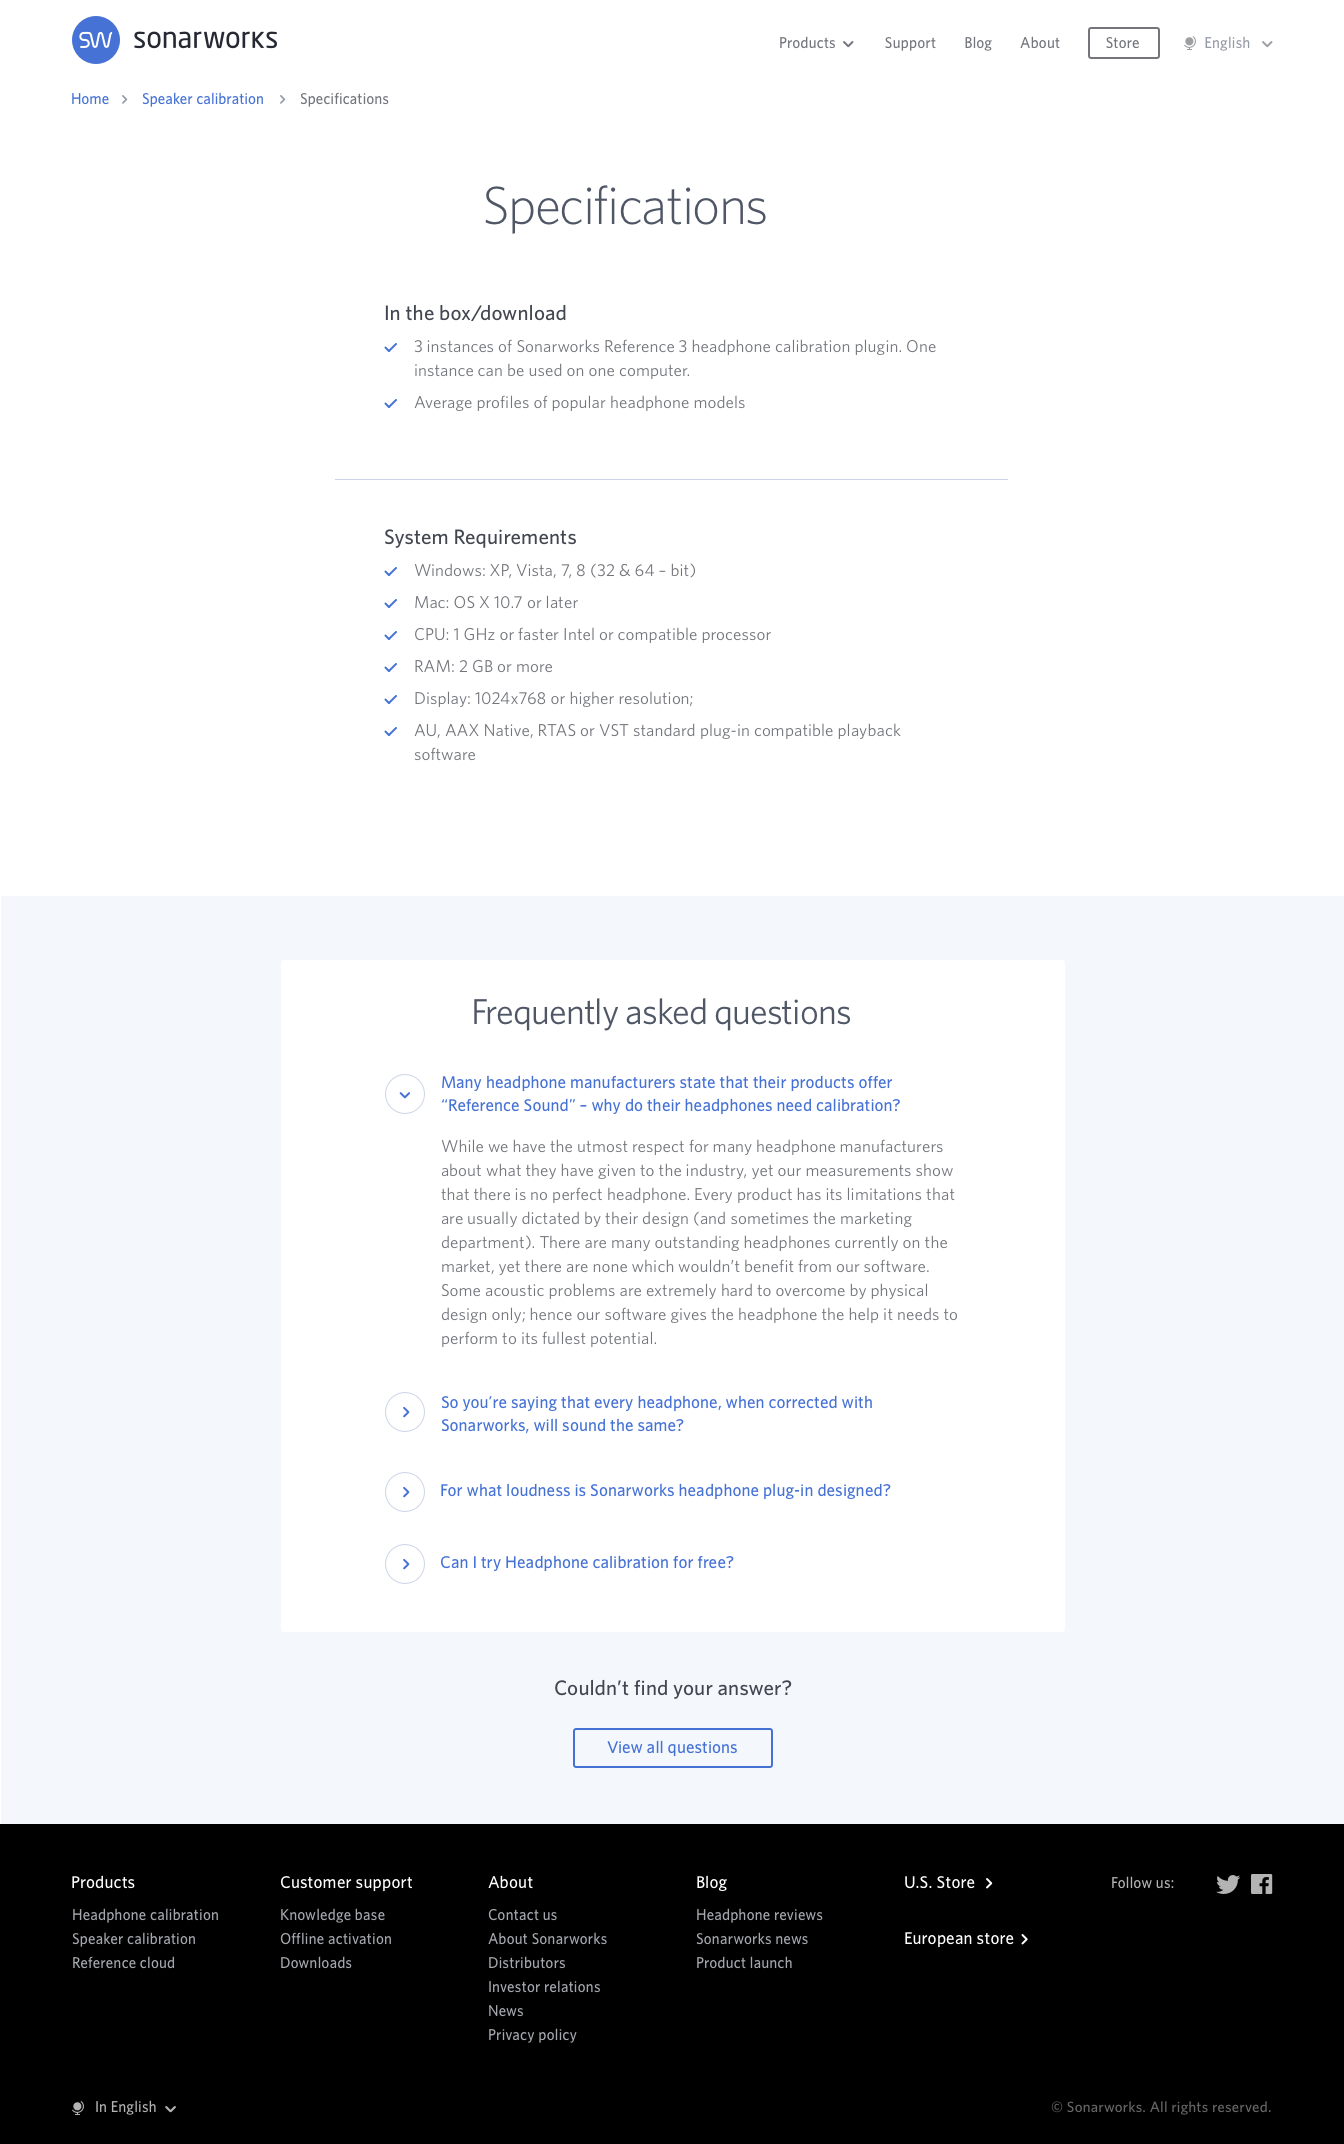 SW sonarworks
Products Support Blog About Store English
Home Speaker calibration Specifications
Specifications
In the box/download
3 instances of Sonarworks Reference 3 headphone calibration plugin. One
instance can be used on one computer.
Average profiles of popular headphone models
System Requirements
Windows: XP, Vista, 7, 8 (32 & 64 – bit)
Mac: OS X 10.7 or later
CPU: 1 GHz or faster Intel or compatible processor
RAM: 2 GB or more
Display: 1024x768 or higher resolution;
AU, AAX Native, RTAS or VST standard plug-in compatible playback
software
Frequently asked questions
Many headphone manufacturers state that their products offer
“Reference Sound” – why do their headphones need calibration?
While we have the utmost respect for many headphone manufacturers
about what they have given to the industry, yet our measurements show
that there is no perfect headphone. Every product has its limitations that
are usually dictated by their design (and sometimes the marketing
department). There are many outstanding headphones currently on the
market, yet there are none which wouldn’t benefit from our software.
Some acoustic problems are extremely hard to overcome by physical
design only; hence our software gives the headphone the help it needs to
perform to its fullest potential.
So you’re saying that every headphone, when corrected with
Sonarworks, will sound the same?
For what loudness is Sonarworks headphone plug-in designed?
Can I try Headphone calibration for free?
Couldn’t find your answer?
View all questions
Products
Headphone calibration
Speaker calibration
Reference cloud
Customer support
Knowledge base
Offline activation
Downloads
About
Contact us
About Sonarworks
Distributors
Investor relations
News
Privacy policy
Blog
Headphone reviews
Sonarworks news
Product launch
U.S. Store
European store
Follow us:
In English
© Sonarworks. All rights reserved.